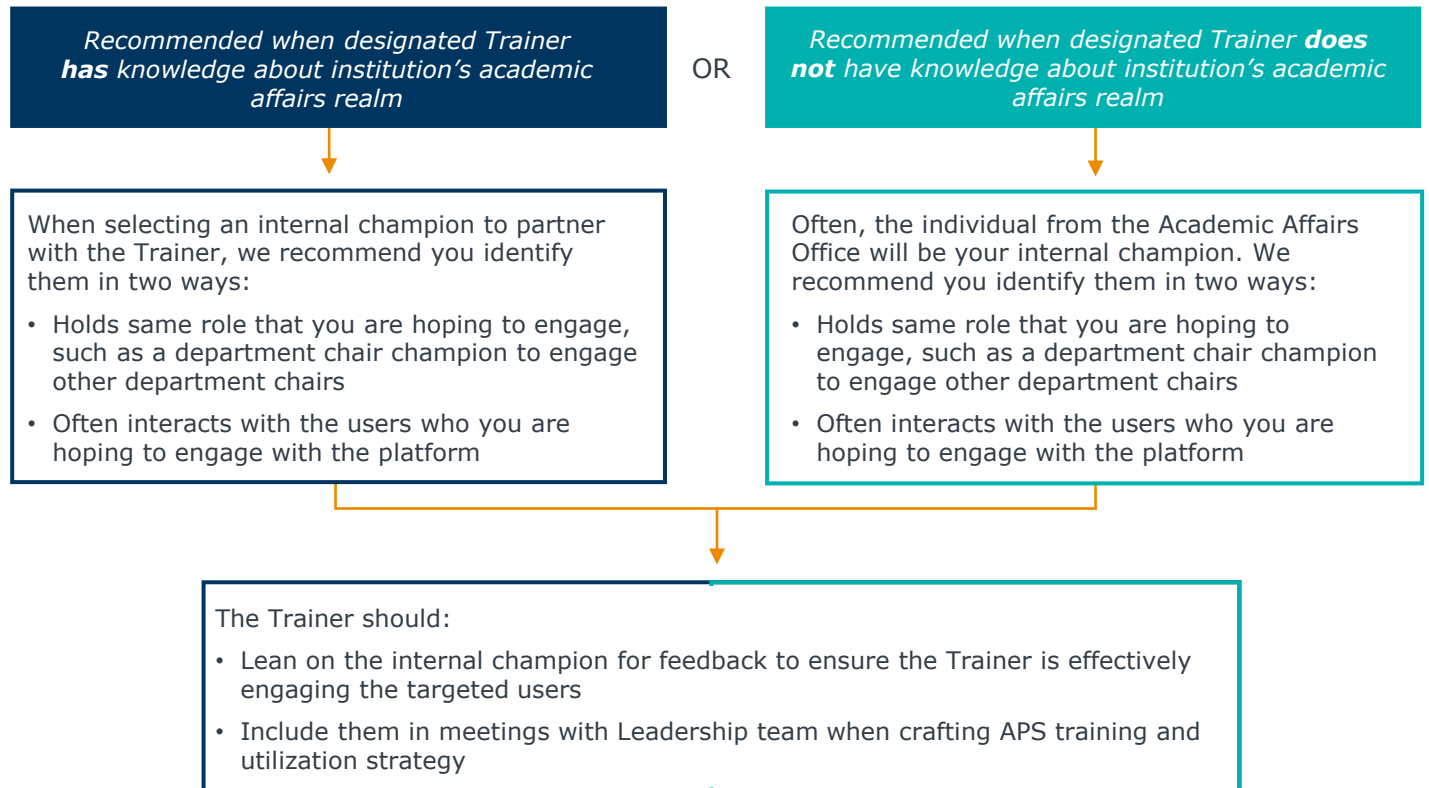 Recommended when designated Trainer
has knowledge about institution's academic
affairs realm
OR
Recommended when designated Trainer does
not have knowledge about institution's academic
affairs realm
When selecting an internal champion to partner
with the Trainer, we recommend you identify
them in two ways:
• Holds same role that you are hoping to engage,
such as a department chair champion to engage
other department chairs
• Often interacts with the users who you are
hoping to engage with the platform
Often, the individual from the Academic Affairs
Office will be your internal champion. We
recommend you identify them in two ways:
• Holds same role that you are hoping to
engage, such as a department chair champion
to engage other department chairs
• Often interacts with the users who you are
hoping to engage with the platform
The Trainer should:
• Lean on the internal champion for feedback to ensure the Trainer is effectively
engaging the targeted users
• Include them in meetings with Leadership team when crafting APS training and
utilization strategy